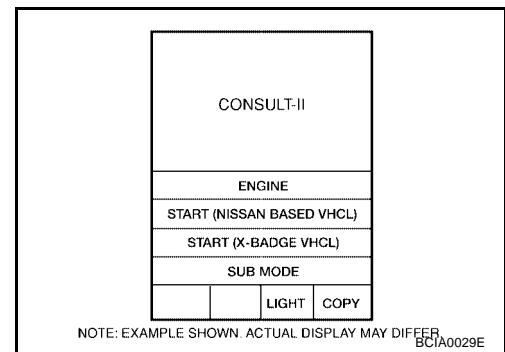 CONSULT-II
ENGINE
START (NISSAN BASED VHCL)
START (X-BADGE VHCL)
SUB MODE
LIGHT COPY
NOTE: EXAMPLE SHOWN. ACTUAL DISPLAY MAY DIFFER.
BCIA0029E